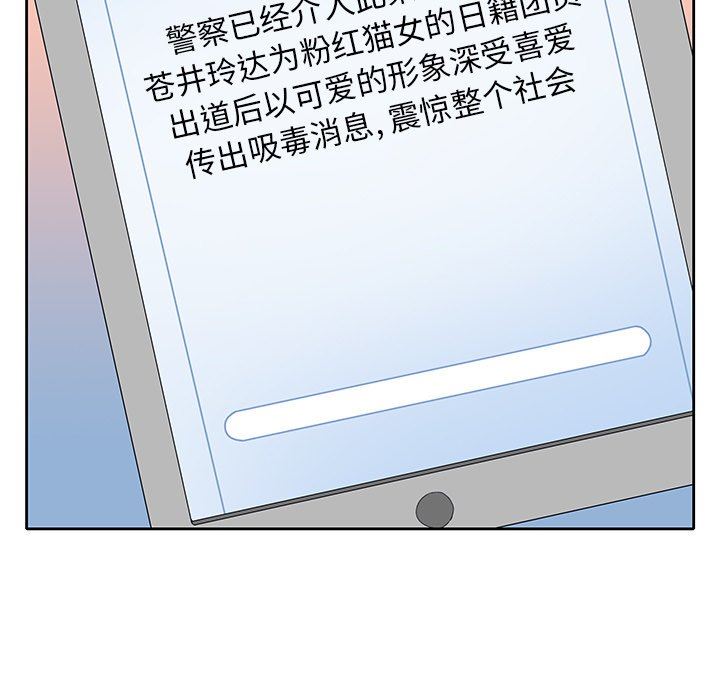 警察已经介入此
苍井玲达为粉红猫女的日籍团员
出道后以可爱的形象深受喜爱
传出吸毒消息，震惊整个社会